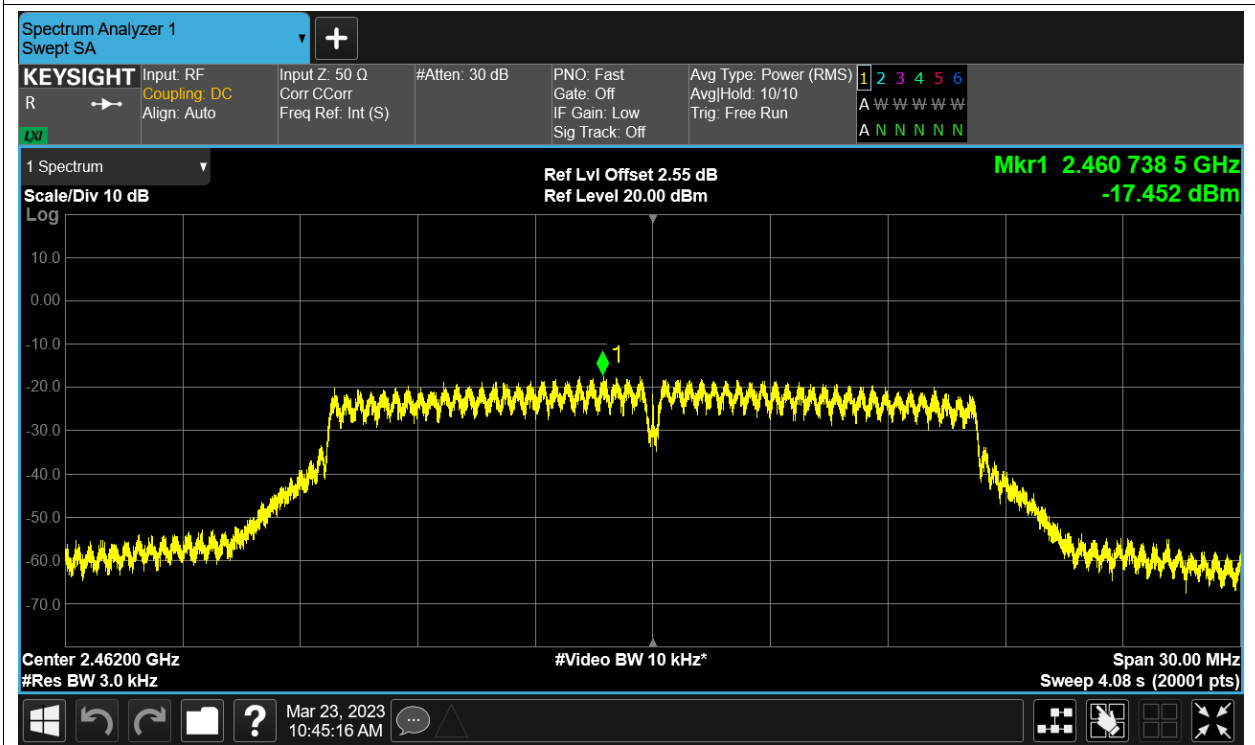 Spectrum Analyzer 1
Swept SA
+
KEYSIGHT
R
LXI
Input: RF
Coupling: DC
Align: Auto
Input Z: 50 Ω
Corr CCorr
Freq Ref: Int (S)
#Atten: 30 dB
PNO: Fast
Gate: Off
IF Gain: Low
Sig Track: Off
Avg Type: Power (RMS)
Avg|Hold: 10/10
Trig: Free Run
1 2 3 4 5 6
A W W W W W
A N N N N N
1 Spectrum
Scale/Div 10 dB
Log
Ref Lvl Offset 2.55 dB
Ref Level 20.00 dBm
Mkr1 2.460 738 5 GHz
-17.452 dBm
10.0
0.00
-10.0
1
-20.0
-30.0
-40.0
-50.0
-60.0
-70.0
Center 2.46200 GHz
#Res BW 3.0 kHz
#Video BW 10 kHz*
Span 30.00 MHz
Sweep 4.08 s (20001 pts)
?
Mar 23, 2023
10:45:16 AM